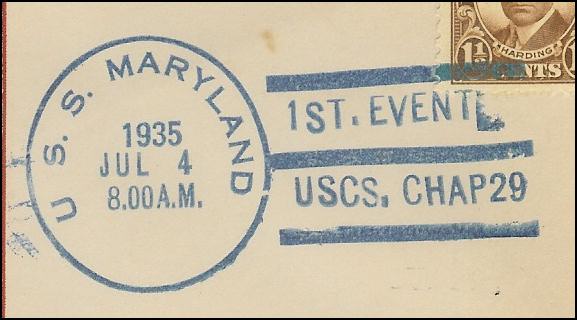 U.S.S. MARYLAND
1935
JUL 4
8.00A.M.
1ST. EVENT
USCS. CHAP29
HARDING
1½ CENTS